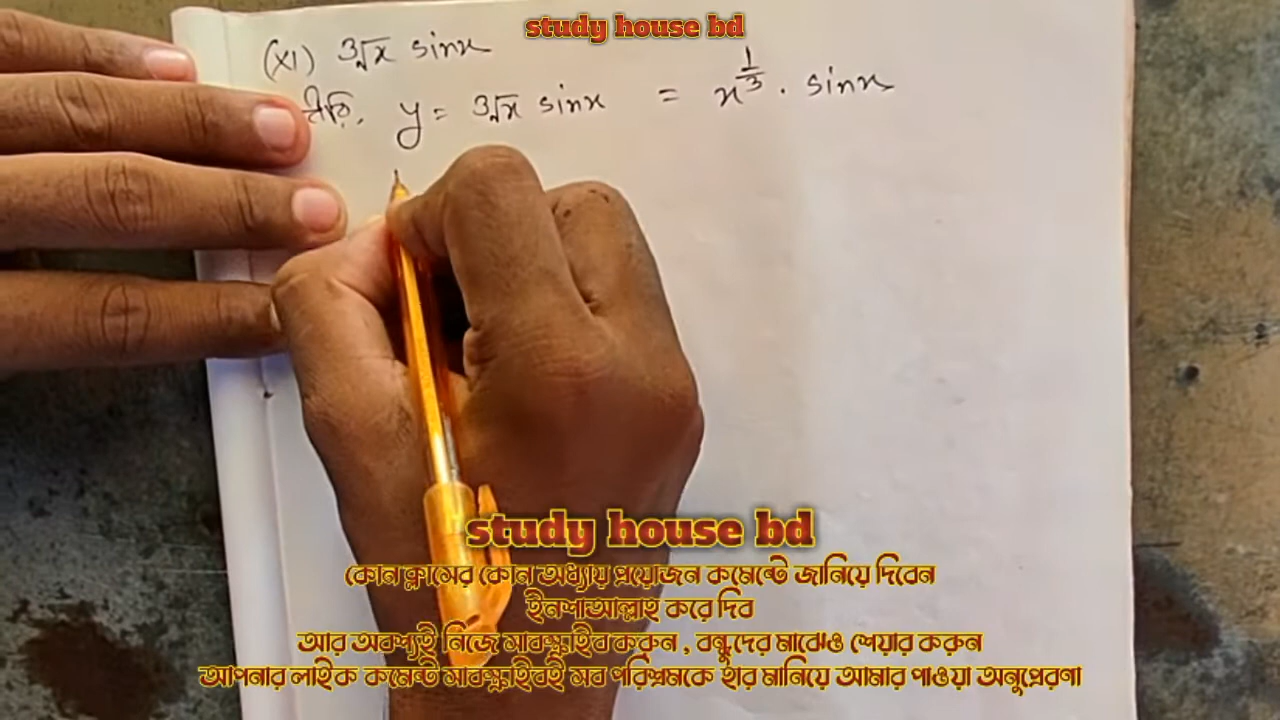 study house bd
(XI) ∛x sinx
ধরি, y = ∛x sinx = x^{1/3} . sinx
study house bd
কোন ক্লাসের কোন অধ্যায় প্রয়োজন কমেন্টে জানিয়ে দিবেন
ইনশাআল্লাহ করে দিব
আর অবশ্যই নিজে সাবস্ক্রাইব করুন , বন্ধুদের মাঝেও শেয়ার করুন
আপনার লাইক কমেন্ট সাবস্ক্রাইবই সব পরিশ্রমকে হার মানিয়ে আমার পাওয়া অনুপ্রেরণা